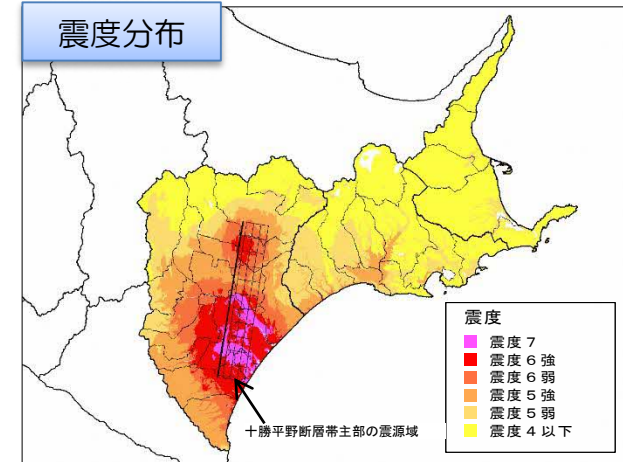 震度分布
震度
震度７
震度６強
震度６弱
震度５強
震度５弱
震度４以下
十勝平野断層帯主部の震源域